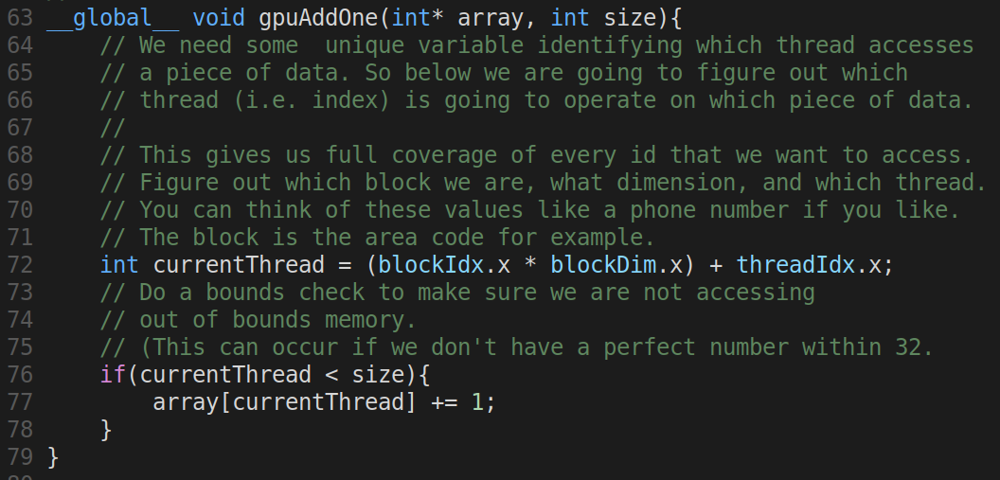 63 __global__ void gpuAddOne(int* array, int size){
64     // We need some  unique variable identifying which thread accesses
65     // a piece of data. So below we are going to figure out which
66     // thread (i.e. index) is going to operate on which piece of data.
67     //
68     // This gives us full coverage of every id that we want to access.
69     // Figure out which block we are, what dimension, and which thread.
70     // You can think of these values like a phone number if you like.
71     // The block is the area code for example.
72     int currentThread = (blockIdx.x * blockDim.x) + threadIdx.x;
73     // Do a bounds check to make sure we are not accessing
74     // out of bounds memory.
75     // (This can occur if we don't have a perfect number within 32.
76     if(currentThread < size){
77         array[currentThread] += 1;
78     }
79 }